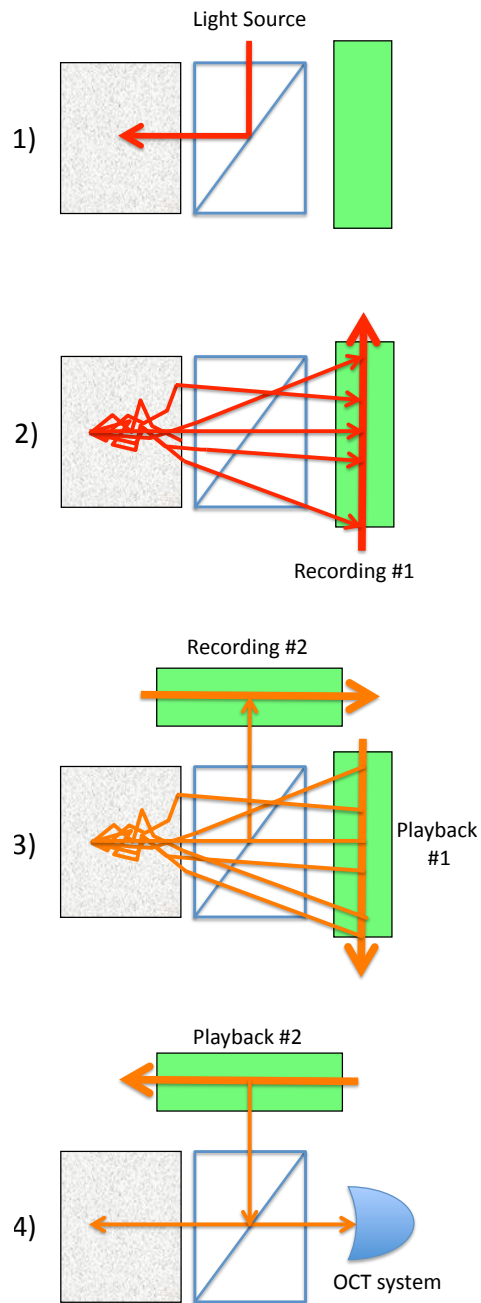 Light Source
1)
2)
Recording #1
Recording #2
3)
Playback
#1
Playback #2
4)
OCT system